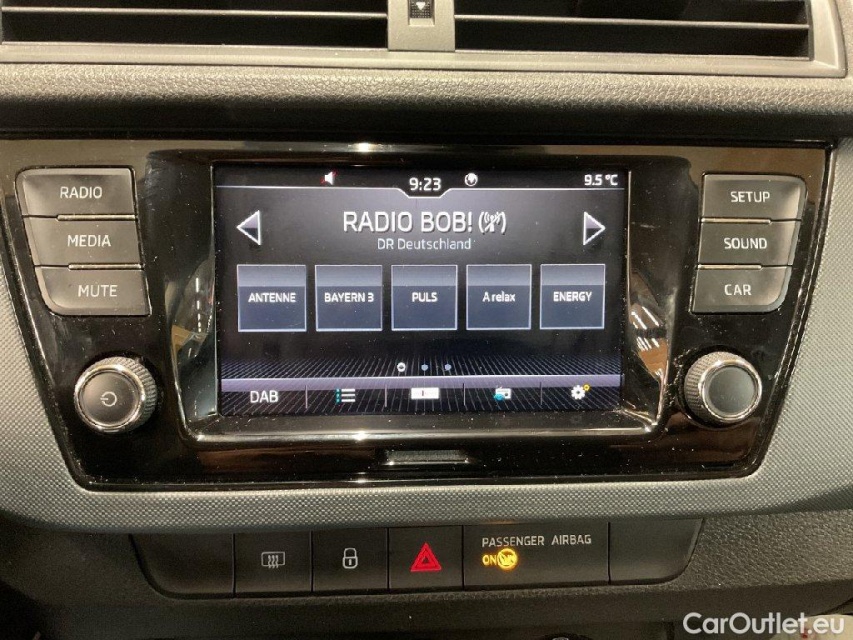 RADIO
MEDIA
MUTE
9:23
9.5 °C
RADIO BOB!
DR Deutschland
ANTENNE
BAYERN 3
PULS
A relax
ENERGY
DAB
SETUP
SOUND
CAR
PASSENGER AIRBAG
ON
CarOutlet.eu